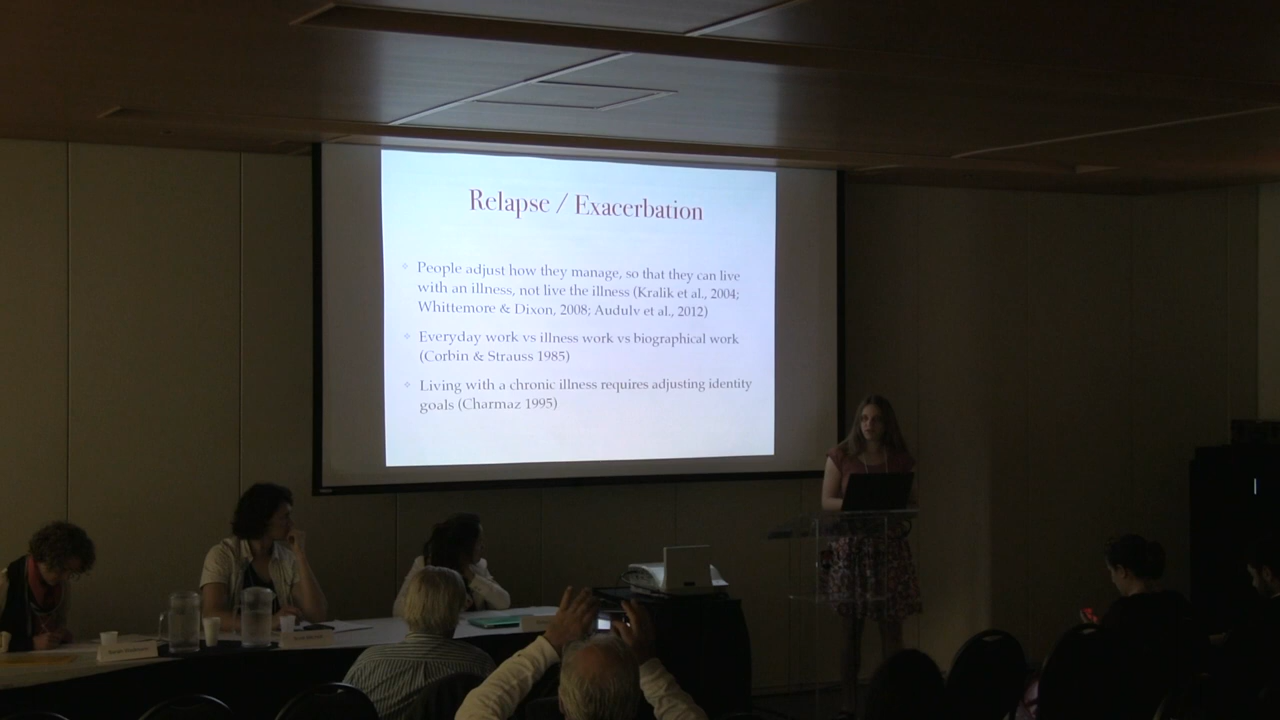 Relapse / Exacerbation
People adjust how they manage, so that they can live
with an illness, not live the illness (Kralik et al., 2004;
Whittemore & Dixon, 2008; Audulv et al., 2012)
Everyday work vs illness work vs biographical work
(Corbin & Strauss 1985)
Living with a chronic illness requires adjusting identity
goals (Charmaz 1995)